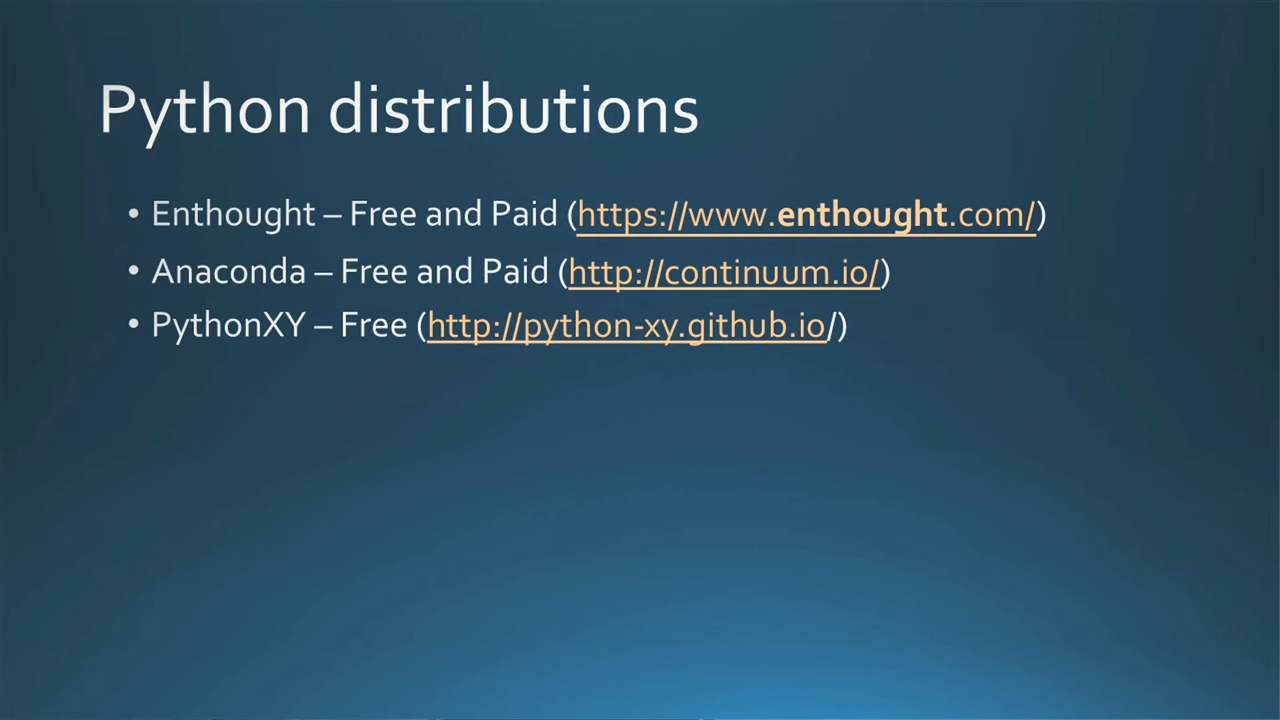 Python distributions
• Enthought – Free and Paid (https://www.enthought.com/)
• Anaconda – Free and Paid (http://continuum.io/)
• PythonXY – Free (http://python-xy.github.io/)